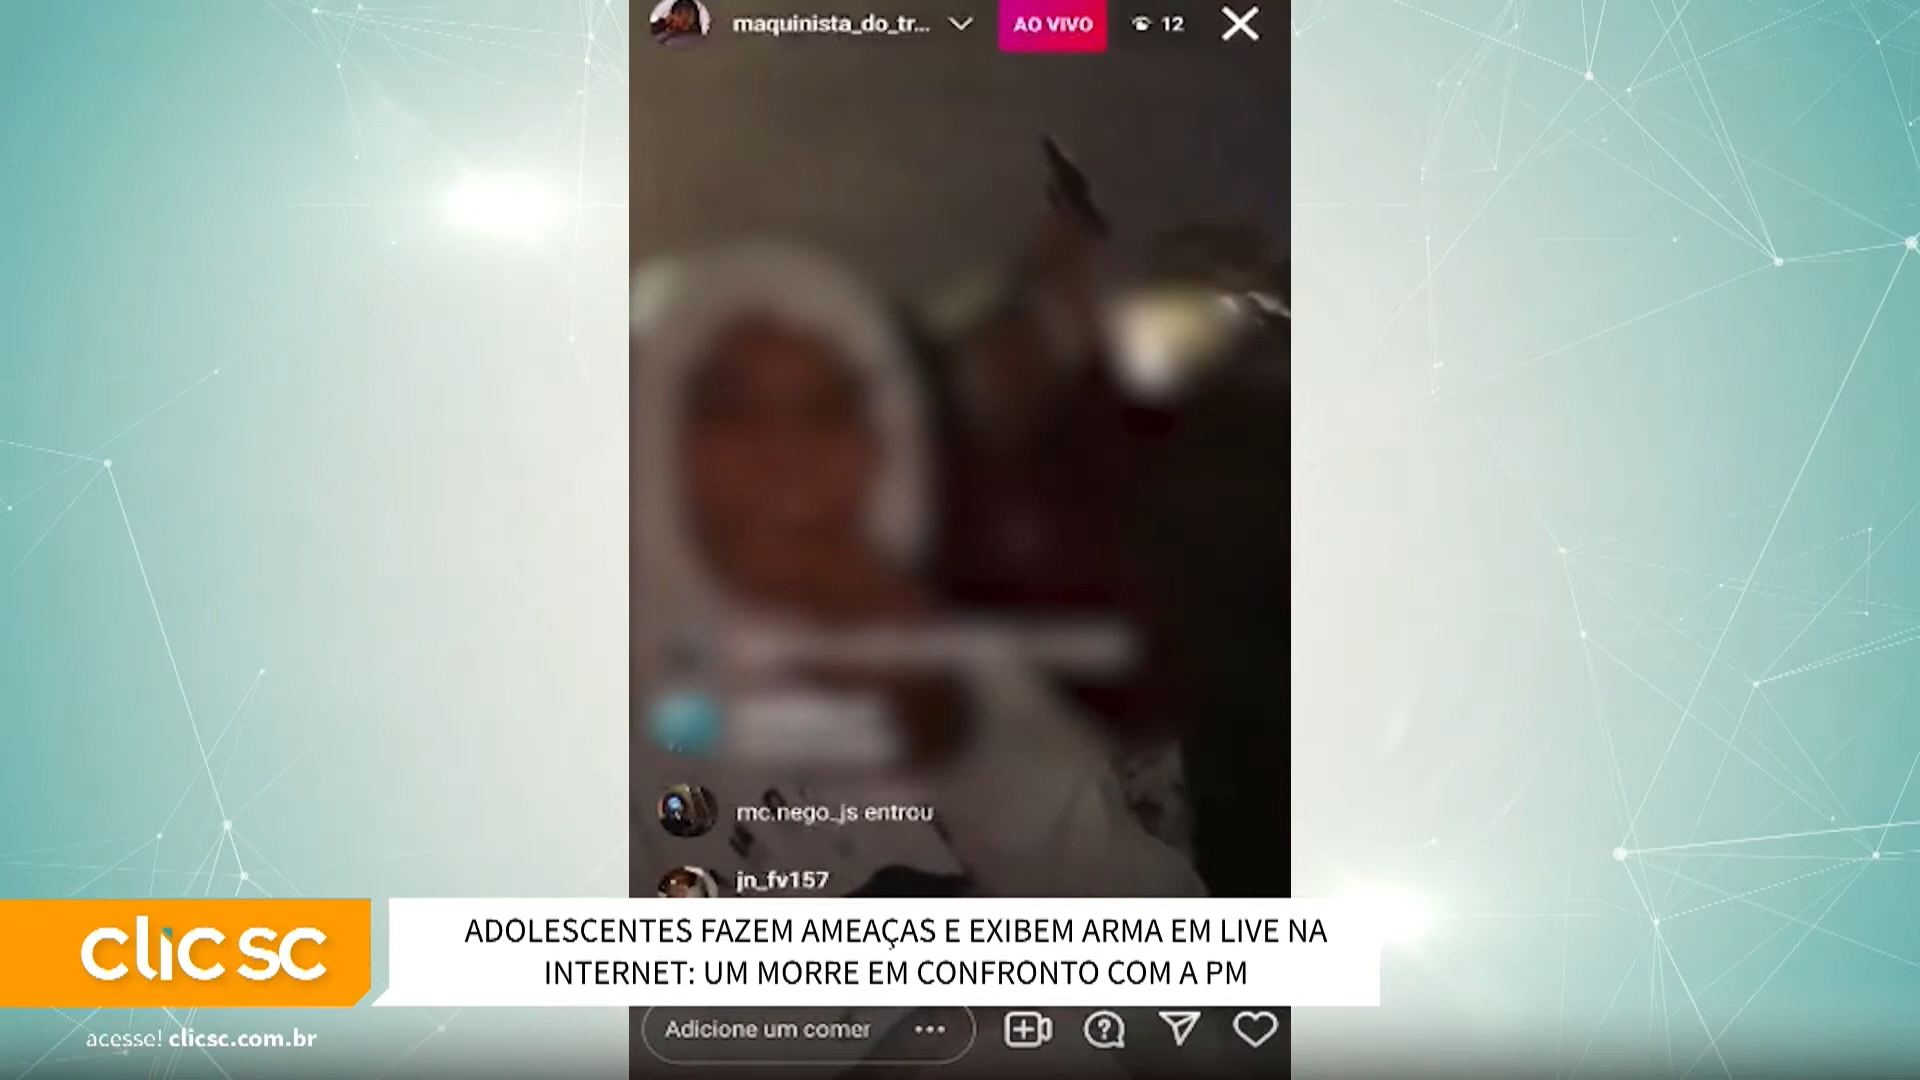 maquinista_do_tr...
AO VIVO
12
mc.nego_js entrou
jn_fv157
clic sc
ADOLESCENTES FAZEM AMEAÇAS E EXIBEM ARMA EM LIVE NA
INTERNET: UM MORRE EM CONFRONTO COM A PM
acesse! clicsc.com.br
Adicione um comer